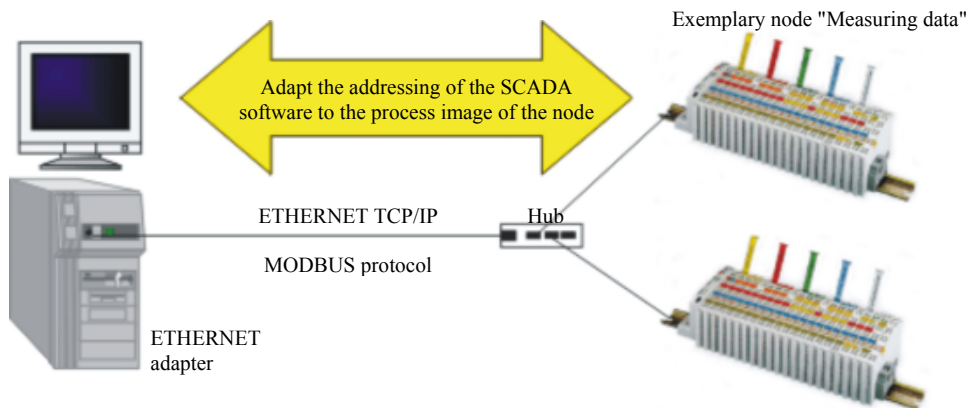 Exemplary node "Measuring data"
Adapt the addressing of the SCADA
software to the process image of the node
ETHERNET TCP/IP
Hub
MODBUS protocol
ETHERNET
adapter